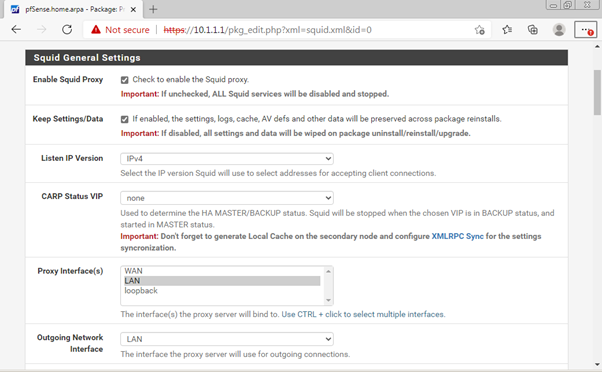 pfSense.home.arpa - Package: P
Not secure
https://10.1.1.1/pkg_edit.php?xml=squid.xml&id=0
Squid General Settings
Enable Squid Proxy
Check to enable the Squid proxy.
Important: If unchecked, ALL Squid services will be disabled and stopped.
Keep Settings/Data
If enabled, the settings, logs, cache, AV defs and other data will be preserved across package reinstalls.
Important: If disabled, all settings and data will be wiped on package uninstall/reinstall/upgrade.
Listen IP Version
IPv4
Select the IP version Squid will use to select addresses for accepting client connections.
CARP Status VIP
none
Used to determine the HA MASTER/BACKUP status. Squid will be stopped when the chosen VIP is in BACKUP status, and
started in MASTER status.
Important: Don't forget to generate Local Cache on the secondary node and configure XMLRPC Sync for the settings
syncronization.
Proxy Interface(s)
WAN
LAN
loopback
The interface(s) the proxy server will bind to. Use CTRL + click to select multiple interfaces.
Outgoing Network
Interface
LAN
The interface the proxy server will use for outgoing connections.